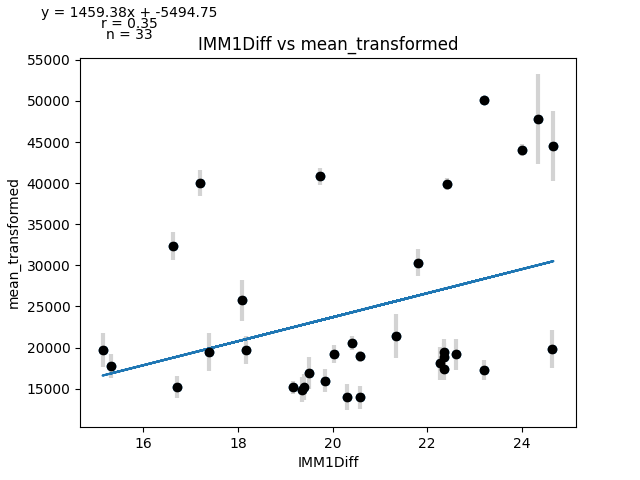 y = 1459.38x + -5494.75
r = 0.35
n = 33
IMM1Diff vs mean_transformed
55000
50000
45000
40000
35000
30000
25000
20000
15000
mean_transformed
16
18
20
22
24
IMM1Diff